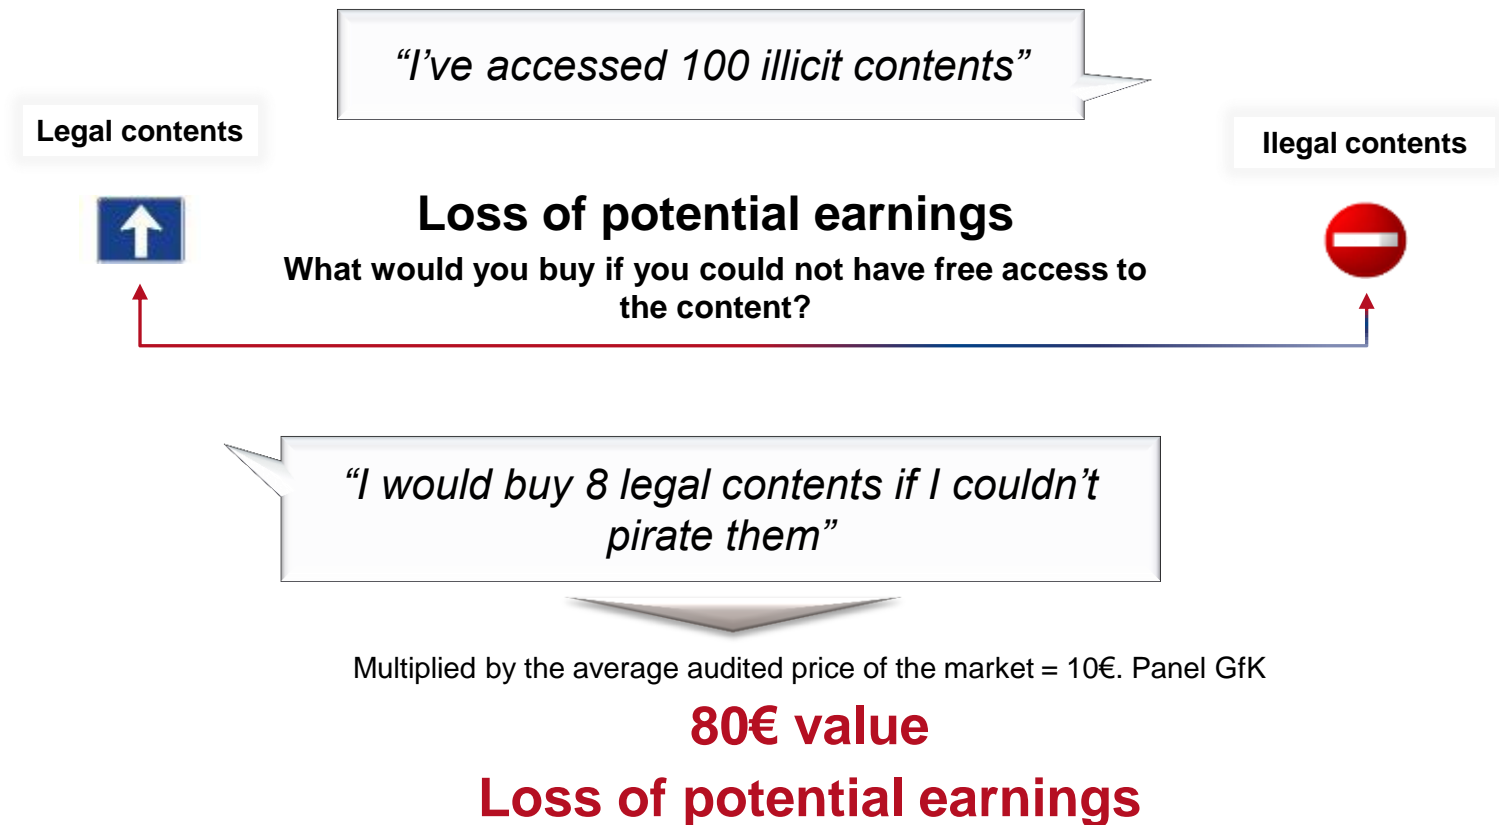 “I’ve accessed 100 illicit contents”
Legal contents
Ilegal contents
Loss of potential earnings
What would you buy if you could not have free access to
the content?
“I would buy 8 legal contents if I couldn’t
pirate them”
Multiplied by the average audited price of the market = 10€. Panel GfK
80€ value
Loss of potential earnings